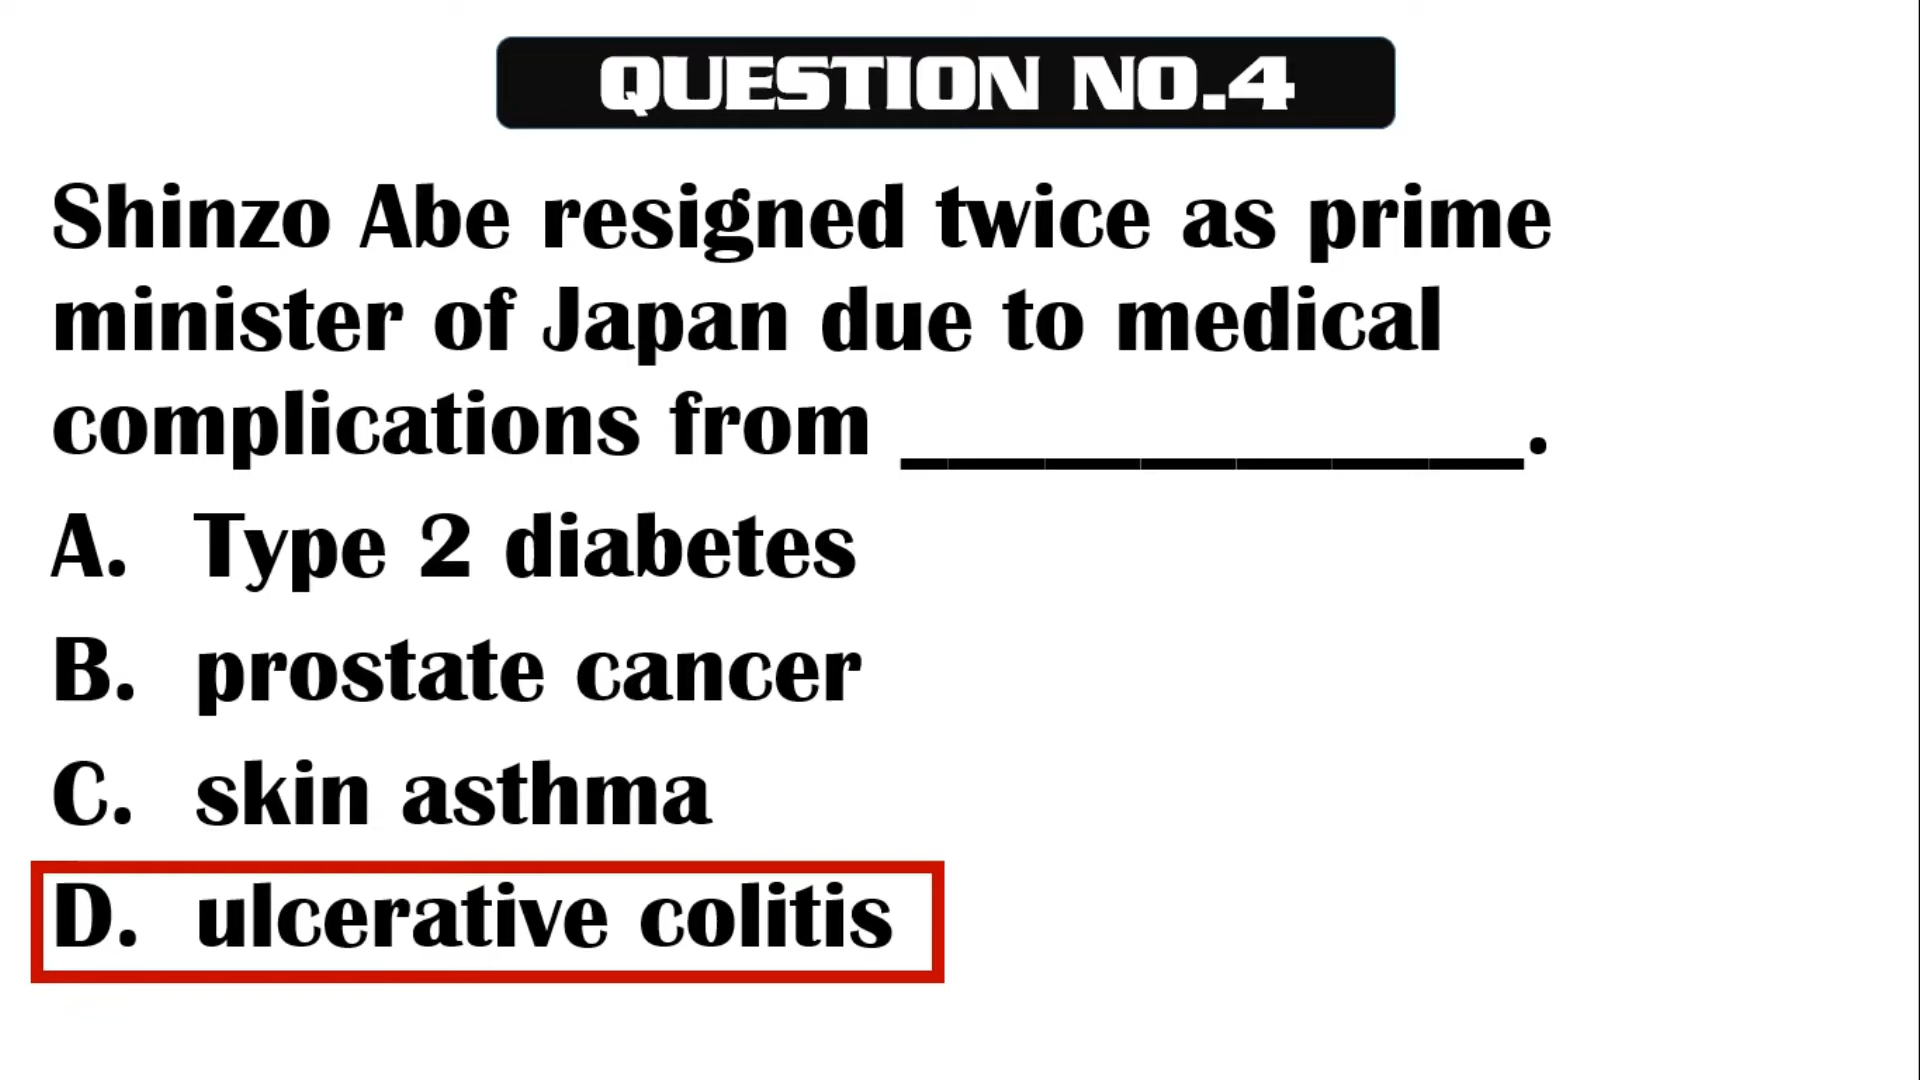 QUESTION NO.4
Shinzo Abe resigned twice as prime
minister of Japan due to medical
complications from _____________.
A. Type 2 diabetes
B. prostate cancer
C. skin asthma
D. ulcerative colitis